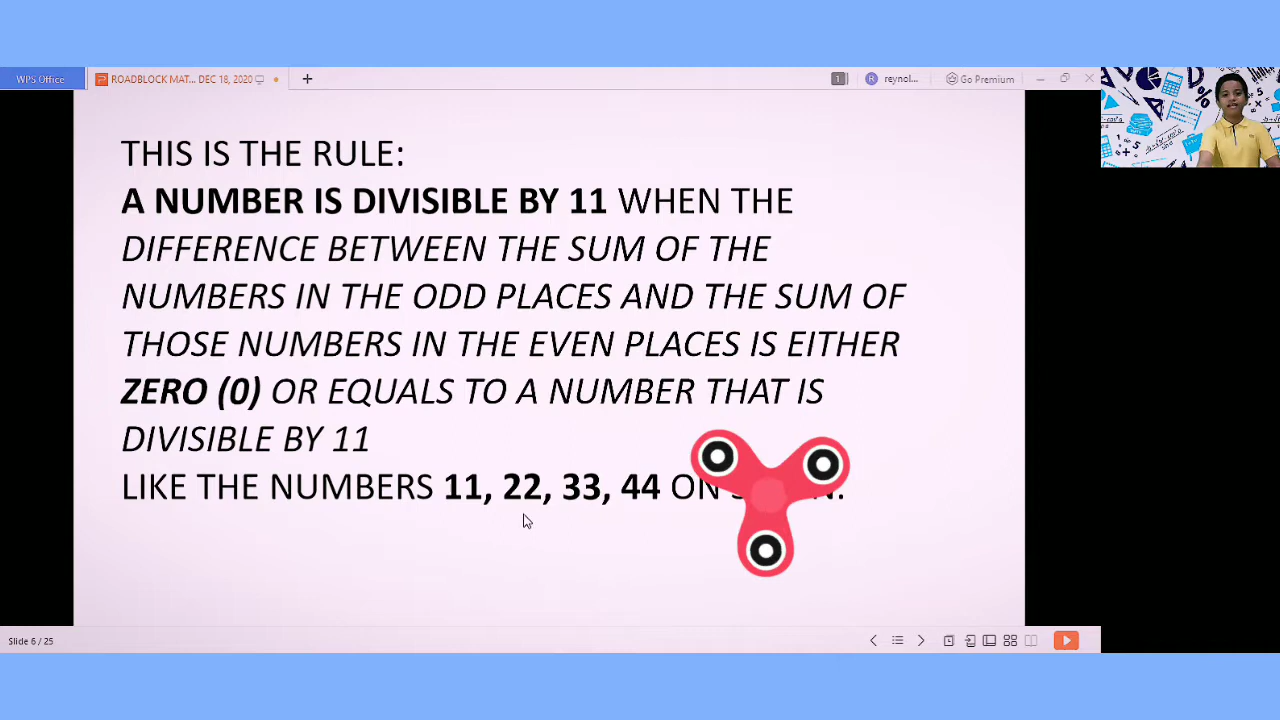 WPS Office
ROADBLOCK MAT... DEC 18, 2020
1
R
reynol...
Go Premium
THIS IS THE RULE:
A NUMBER IS DIVISIBLE BY 11 WHEN THE
DIFFERENCE BETWEEN THE SUM OF THE
NUMBERS IN THE ODD PLACES AND THE SUM OF
THOSE NUMBERS IN THE EVEN PLACES IS EITHER
ZERO (0) OR EQUALS TO A NUMBER THAT IS
DIVISIBLE BY 11
LIKE THE NUMBERS 11, 22, 33, 44 ON
Slide 6 / 25